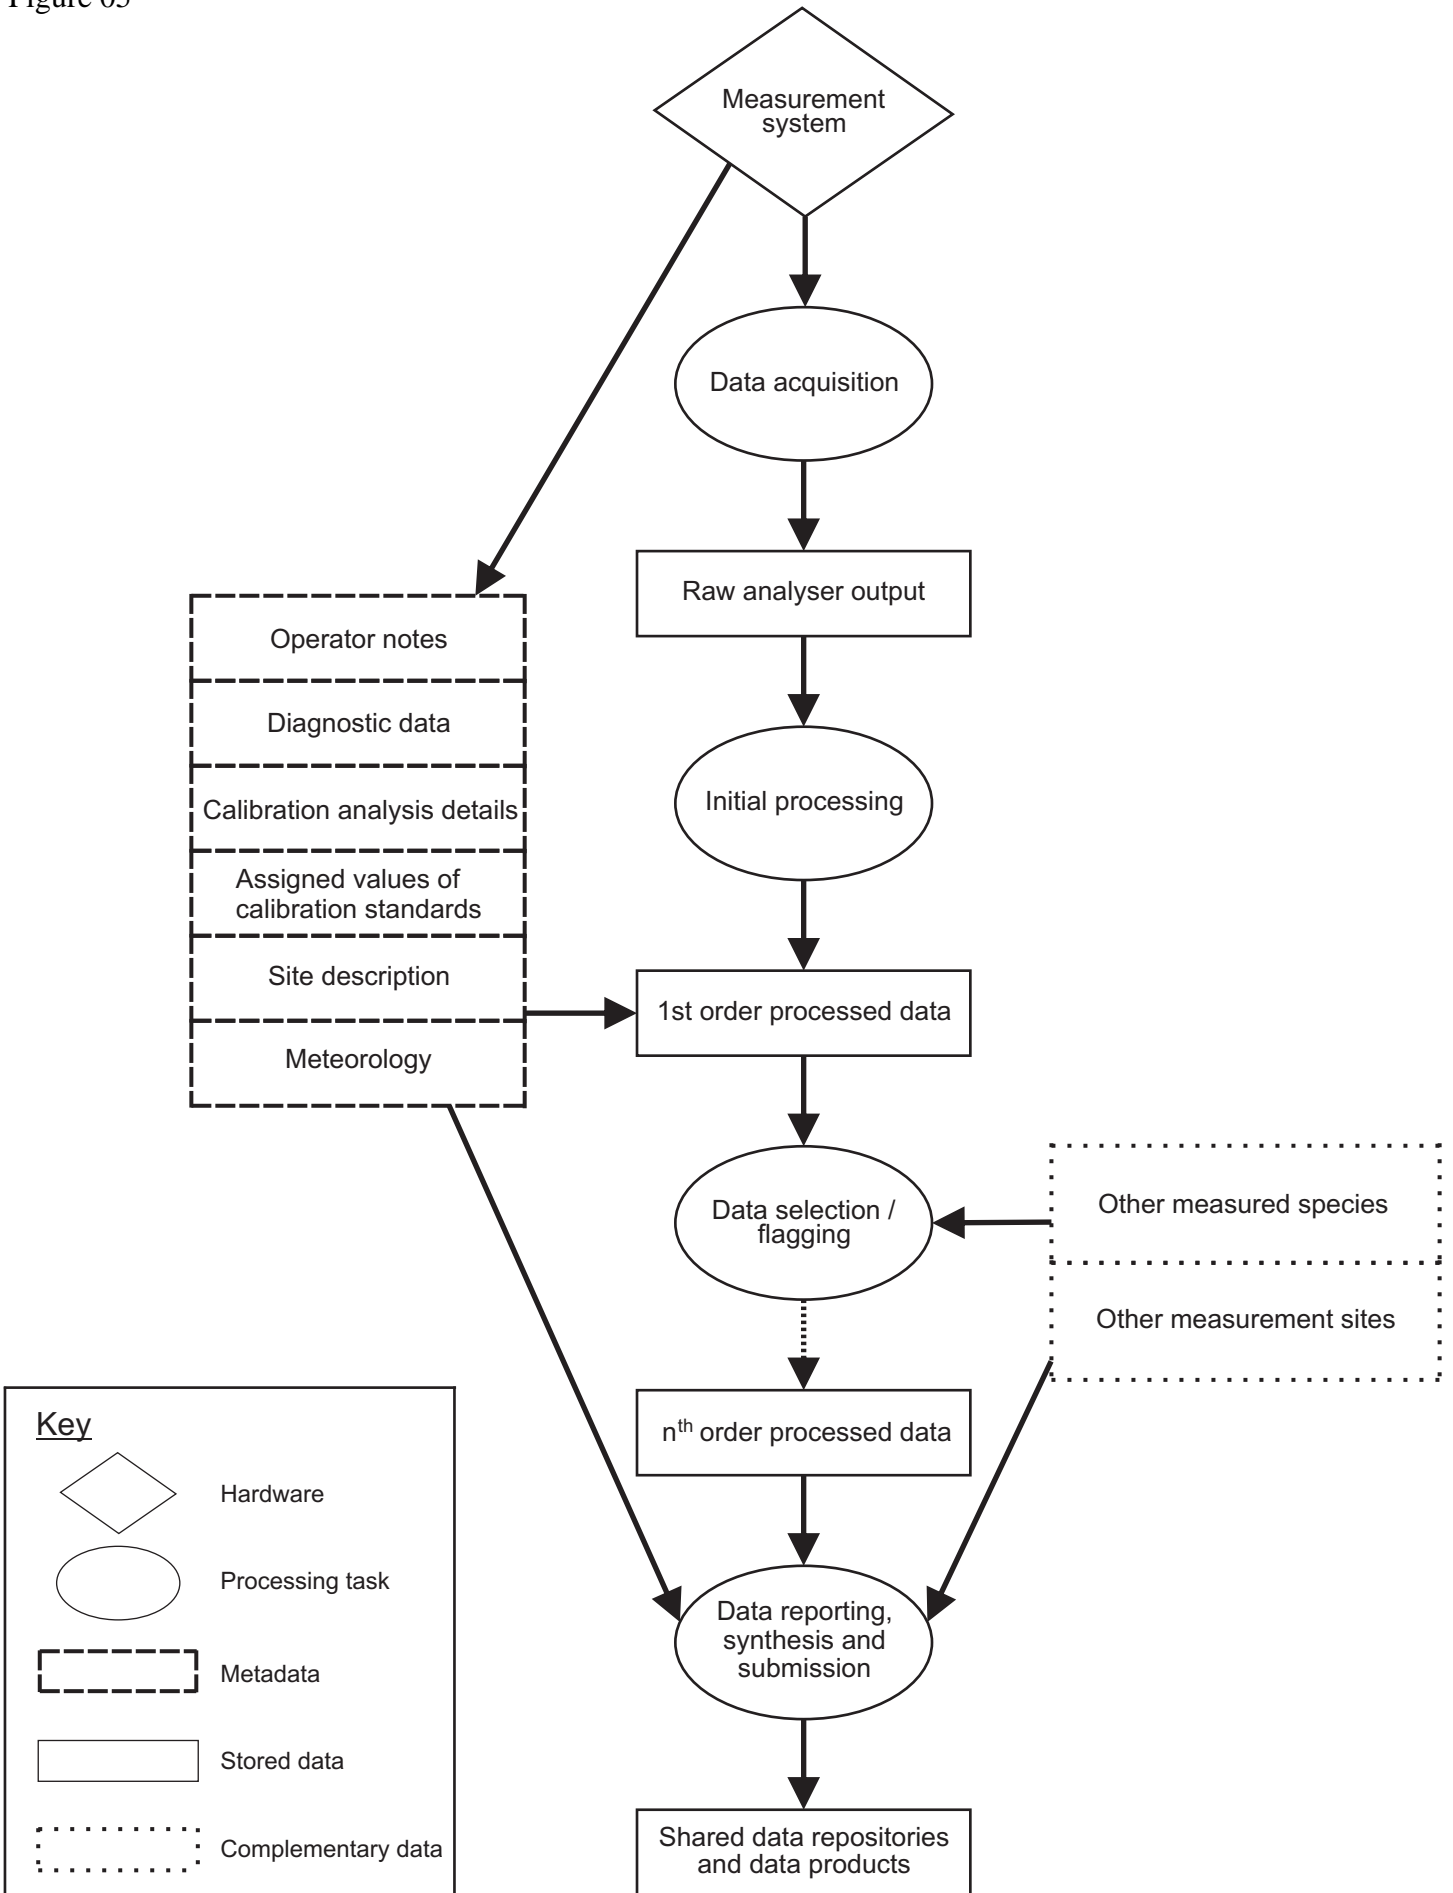 Figure 03
Measurement
system
Data acquisition
Raw analyser output
Operator notes
Diagnostic data
Calibration analysis details
Assigned values of
calibration standards
Site description
Meteorology
Initial processing
1st order processed data
Data selection /
flagging
Other measured species
Other measurement sites
nth order processed data
Data reporting,
synthesis and
submission
Shared data repositories
and data products
Key
Hardware
Processing task
Metadata
Stored data
Complementary data